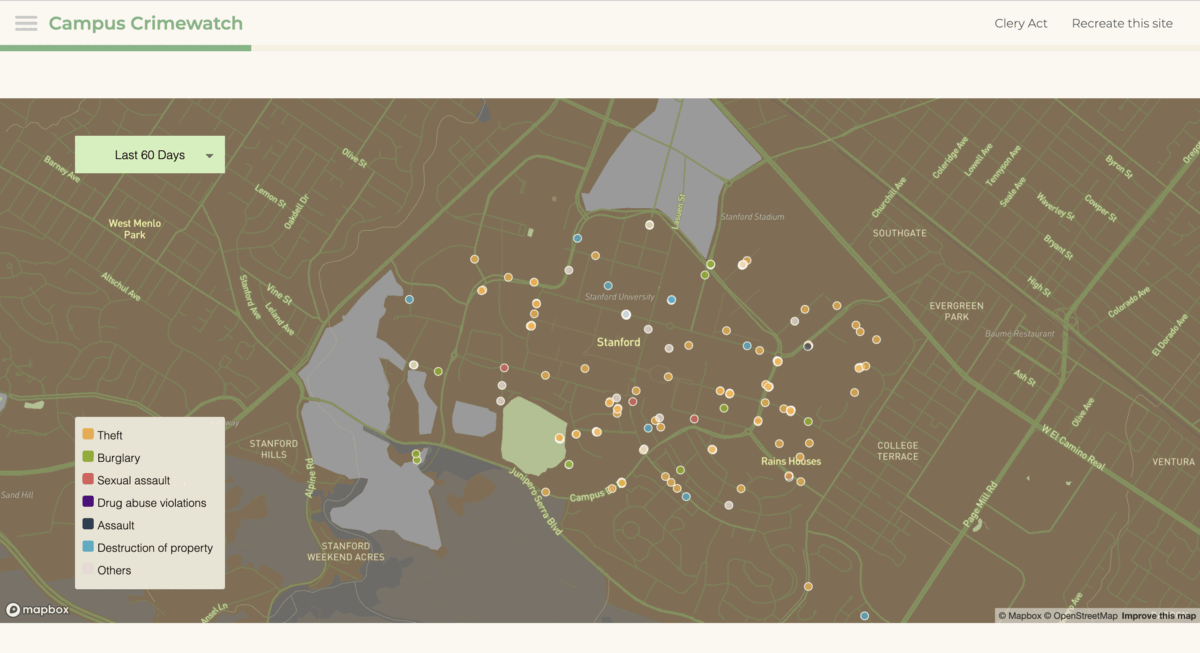 Campus Crimewatch
Clery Act
Recreate this site
Last 60 Days
Barney Ave
Olive St
Lemon St
Oakdell Dr
West Menlo
Park
Altschul Ave
Stanford Ave
Vine St
Leland Ave
Lasuen St
Stanford Stadium
Churchill Ave
Coleridge Ave
Lowell Ave
Tennyson Ave
Seale Ave
Waverley St
Cowper St
Byron St
Bryant St
High St
SOUTHGATE
Colorado Ave
El Dorado Ave
EVERGREEN
PARK
Baumé Restaurant
Stanford University
Stanford
Ash St
Olive Ave
W El Camino Real
COLLEGE
TERRACE
VENTURA
Rains Houses
Page Mill Rd
Campus
Junipero Serra Blvd
STANFORD
HILLS
Alpine Rd
Sand Hill
STANFORD
WEEKEND ACRES
Ansel Ln
Theft
Burglary
Sexual assault
Drug abuse violations
Assault
Destruction of property
Others
mapbox
© Mapbox © OpenStreetMap Improve this map